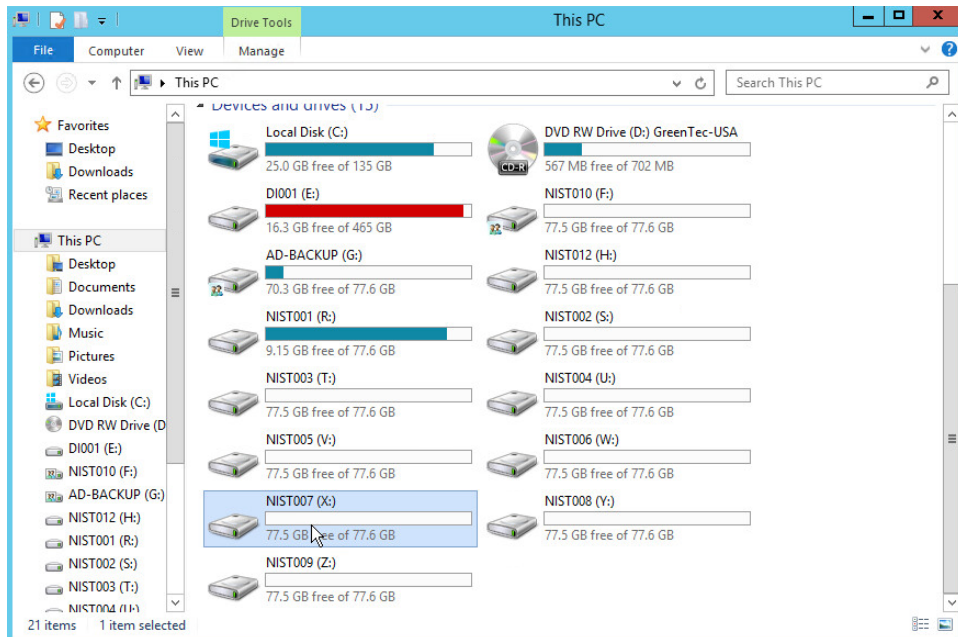 Drive Tools
This PC
File
Computer
View
Manage
This PC
Search This PC
Favorites
Desktop
Downloads
Recent places
This PC
Desktop
Documents
Downloads
Music
Pictures
Videos
Local Disk (C:)
DVD RW Drive (D
DI001 (E:)
NIST010 (F:)
AD-BACKUP (G:)
NIST012 (H:)
NIST001 (R:)
NIST002 (S:)
NIST003 (T:)
NIST004 (U:)
Devices and drives (15)
Local Disk (C:)
25.0 GB free of 135 GB
DVD RW Drive (D:) GreenTec-USA
CD-R
567 MB free of 702 MB
DI001 (E:)
16.3 GB free of 465 GB
NIST010 (F:)
77.5 GB free of 77.6 GB
AD-BACKUP (G:)
70.3 GB free of 77.6 GB
NIST012 (H:)
77.5 GB free of 77.6 GB
NIST001 (R:)
9.15 GB free of 77.6 GB
NIST002 (S:)
77.5 GB free of 77.6 GB
NIST003 (T:)
77.5 GB free of 77.6 GB
NIST004 (U:)
77.5 GB free of 77.6 GB
NIST005 (V:)
77.5 GB free of 77.6 GB
NIST006 (W:)
77.5 GB free of 77.6 GB
NIST007 (X:)
77.5 GB free of 77.6 GB
NIST008 (Y:)
77.5 GB free of 77.6 GB
NIST009 (Z:)
77.5 GB free of 77.6 GB
21 items
1 item selected